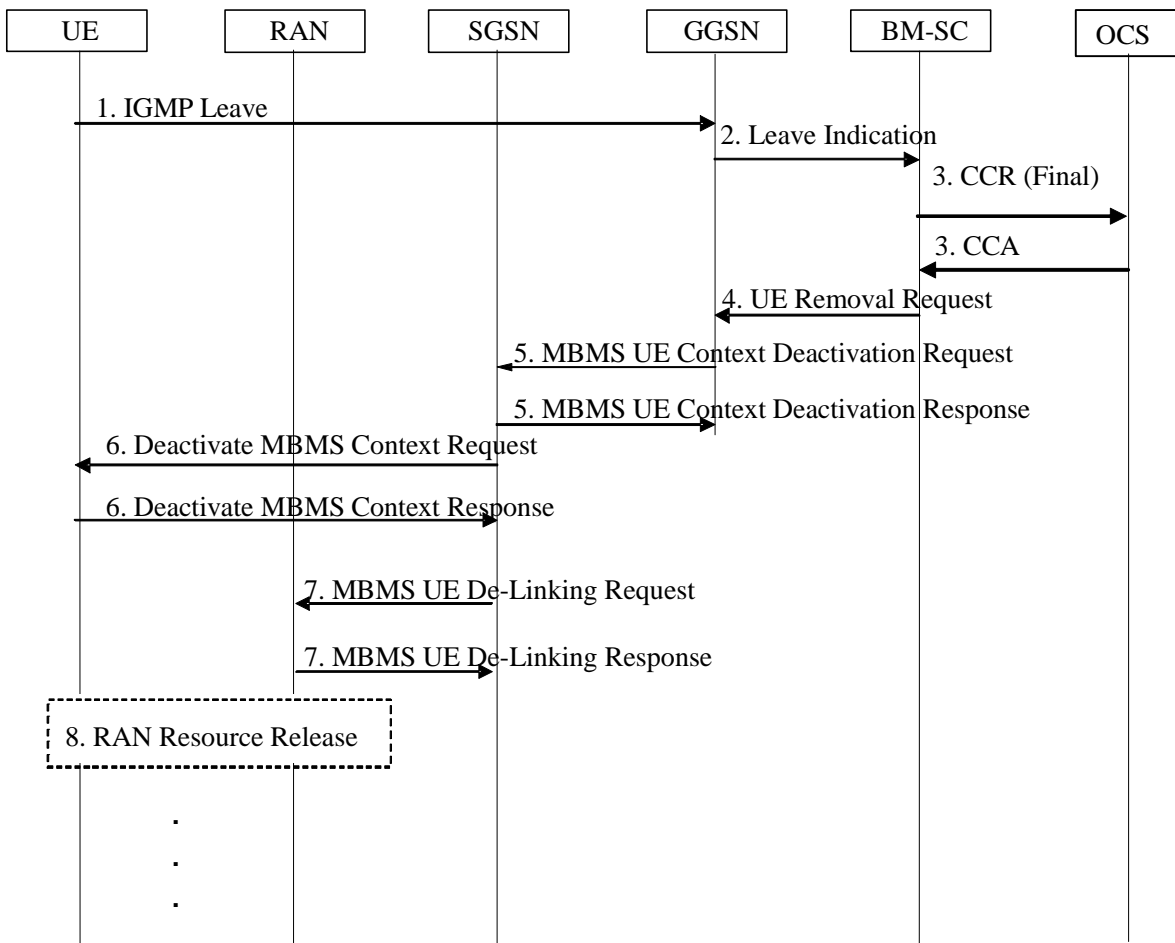 UE
RAN
SGSN
GGSN
BM-SC
OCS
1. IGMP Leave
2. Leave Indication
3. CCR (Final)
3. CCA
4. UE Removal Request
5. MBMS UE Context Deactivation Request
5. MBMS UE Context Deactivation Response
6. Deactivate MBMS Context Request
6. Deactivate MBMS Context Response
7. MBMS UE De-Linking Request
7. MBMS UE De-Linking Response
8. RAN Resource Release
.
.
.